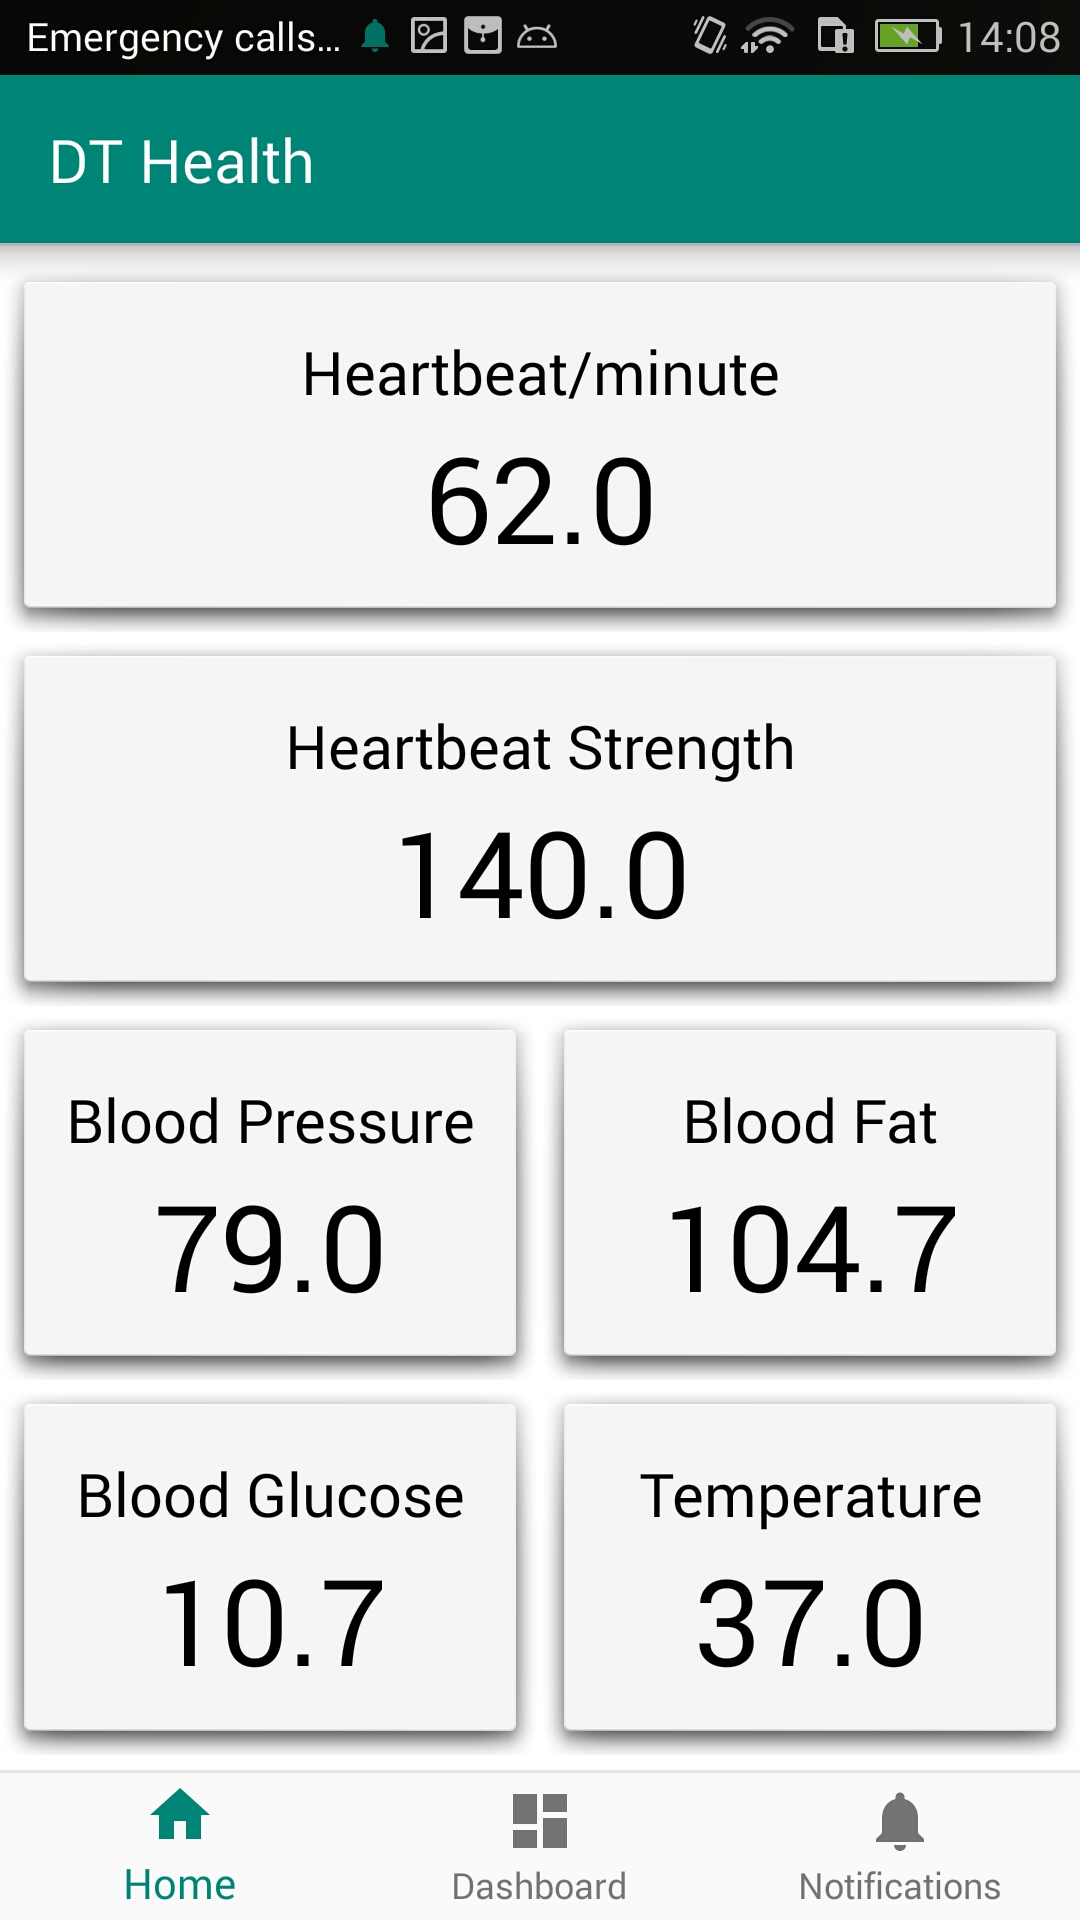 Emergency calls... 14:08
DT Health
Heartbeat/minute
62.0
Heartbeat Strength
140.0
Blood Pressure
79.0
Blood Fat
104.7
Blood Glucose
10.7
Temperature
37.0
Home
Dashboard
Notifications